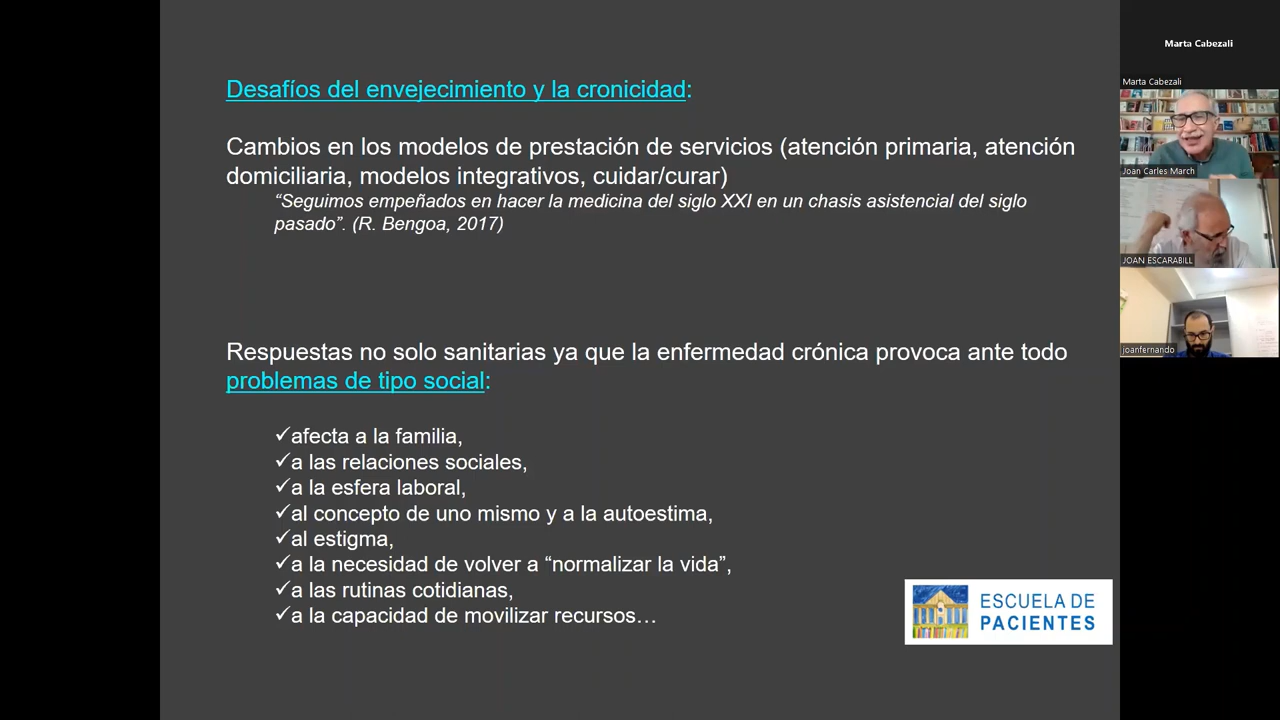 Desafíos del envejecimiento y la cronicidad:
Cambios en los modelos de prestación de servicios (atención primaria, atención
domiciliaria, modelos integrativos, cuidar/curar)
“Seguimos empeñados en hacer la medicina del siglo XXI en un chasis asistencial del siglo
pasado”. (R. Bengoa, 2017)
Respuestas no solo sanitarias ya que la enfermedad crónica provoca ante todo
problemas de tipo social:
✓afecta a la familia,
✓a las relaciones sociales,
✓a la esfera laboral,
✓al concepto de uno mismo y a la autoestima,
✓al estigma,
✓a la necesidad de volver a “normalizar la vida”,
✓a las rutinas cotidianas,
✓a la capacidad de movilizar recursos…
ESCUELA DE
PACIENTES
Marta Cabezali
Marta Cabezali
Joan Carles March
JOAN ESCARABILL
joanfernando